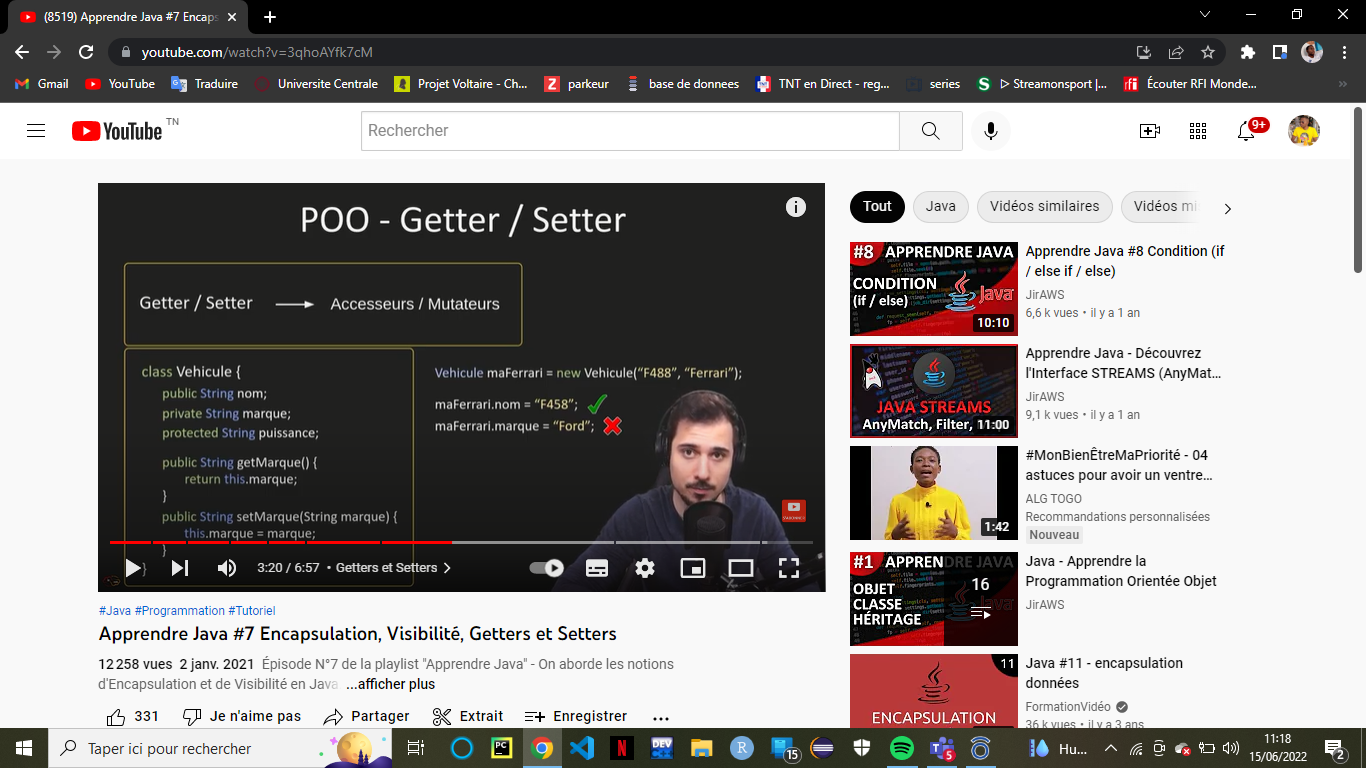 (8519) Apprendre Java #7 Encaps
youtube.com/watch?v=3qhoAYfk7cM
Gmail
YouTube
Traduire
Universite Centrale
Projet Voltaire - Ch...
parkeur
base de donnees
TNT en Direct - reg...
series
▷ Streamonsport |...
Écouter RFI Monde...
YouTube TN
Rechercher
9+
POO - Getter / Setter
Getter / Setter
Accesseurs / Mutateurs
class Vehicule {
public String nom;
private String marque;
protected String puissance;
public String getMarque() {
return this.marque;
}
public String setMarque(String marque) {
this.marque = marque;
}
}
Vehicule maFerrari = new Vehicule("F488", "Ferrari");
maFerrari.nom = "F458";
maFerrari.marque = "Ford";
3:20 / 6:57 • Getters et Setters
#Java #Programmation #Tutoriel
Apprendre Java #7 Encapsulation, Visibilité, Getters et Setters
12 258 vues 2 janv. 2021 Épisode N°7 de la playlist "Apprendre Java" - On aborde les notions
d'Encapsulation et de Visibilité en Java ...afficher plus
331
Je n'aime pas
Partager
Extrait
Enregistrer
Tout
Java
Vidéos similaires
Vidéos mi
#8 APPRENDRE JAVA
CONDITION
(if / else)
Java
10:10
Apprendre Java #8 Condition (if
/ else if / else)
JirAWS
6,6 k vues • il y a 1 an
JAVA STREAMS
AnyMatch, Filter,
11:00
Apprendre Java - Découvrez
l'Interface STREAMS (AnyMat...
JirAWS
9,1 k vues • il y a 1 an
1:42
#MonBienÊtreMaPriorité - 04
astuces pour avoir un ventre...
ALG TOGO
Recommandations personnalisées
Nouveau
#1 APPRENDRE JAVA
OBJET
CLASSE
HÉRITAGE
16
Java - Apprendre la
Programmation Orientée Objet
JirAWS
11
ENCAPSULATION
Java #11 - encapsulation
données
FormationVidéo
36 k vues • il y a 3 ans
Taper ici pour rechercher
PC
N
DEV
R
15
5
Hu...
11:18
15/06/2022
2